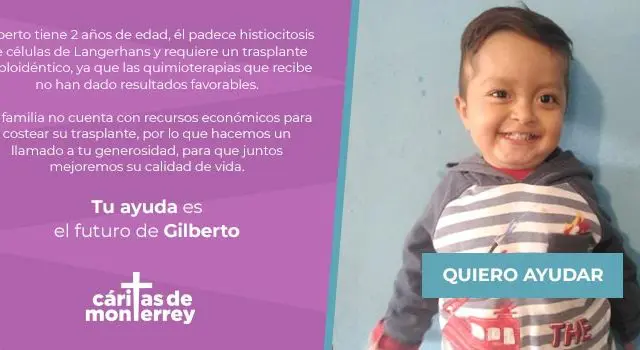 berto tiene 2 años de edad, él padece histiocitosis
células de Langerhans y requiere un trasplante
ploidéntico, ya que las quimioterapias que recibe
no han dado resultados favorables.
familia no cuenta con recursos económicos para
costear su trasplante, por lo que hacemos un
llamado a tu generosidad, para que juntos
mejoremos su calidad de vida.
Tu ayuda es
el futuro de Gilberto
cáritas de
monterrey
QUIERO AYUDAR